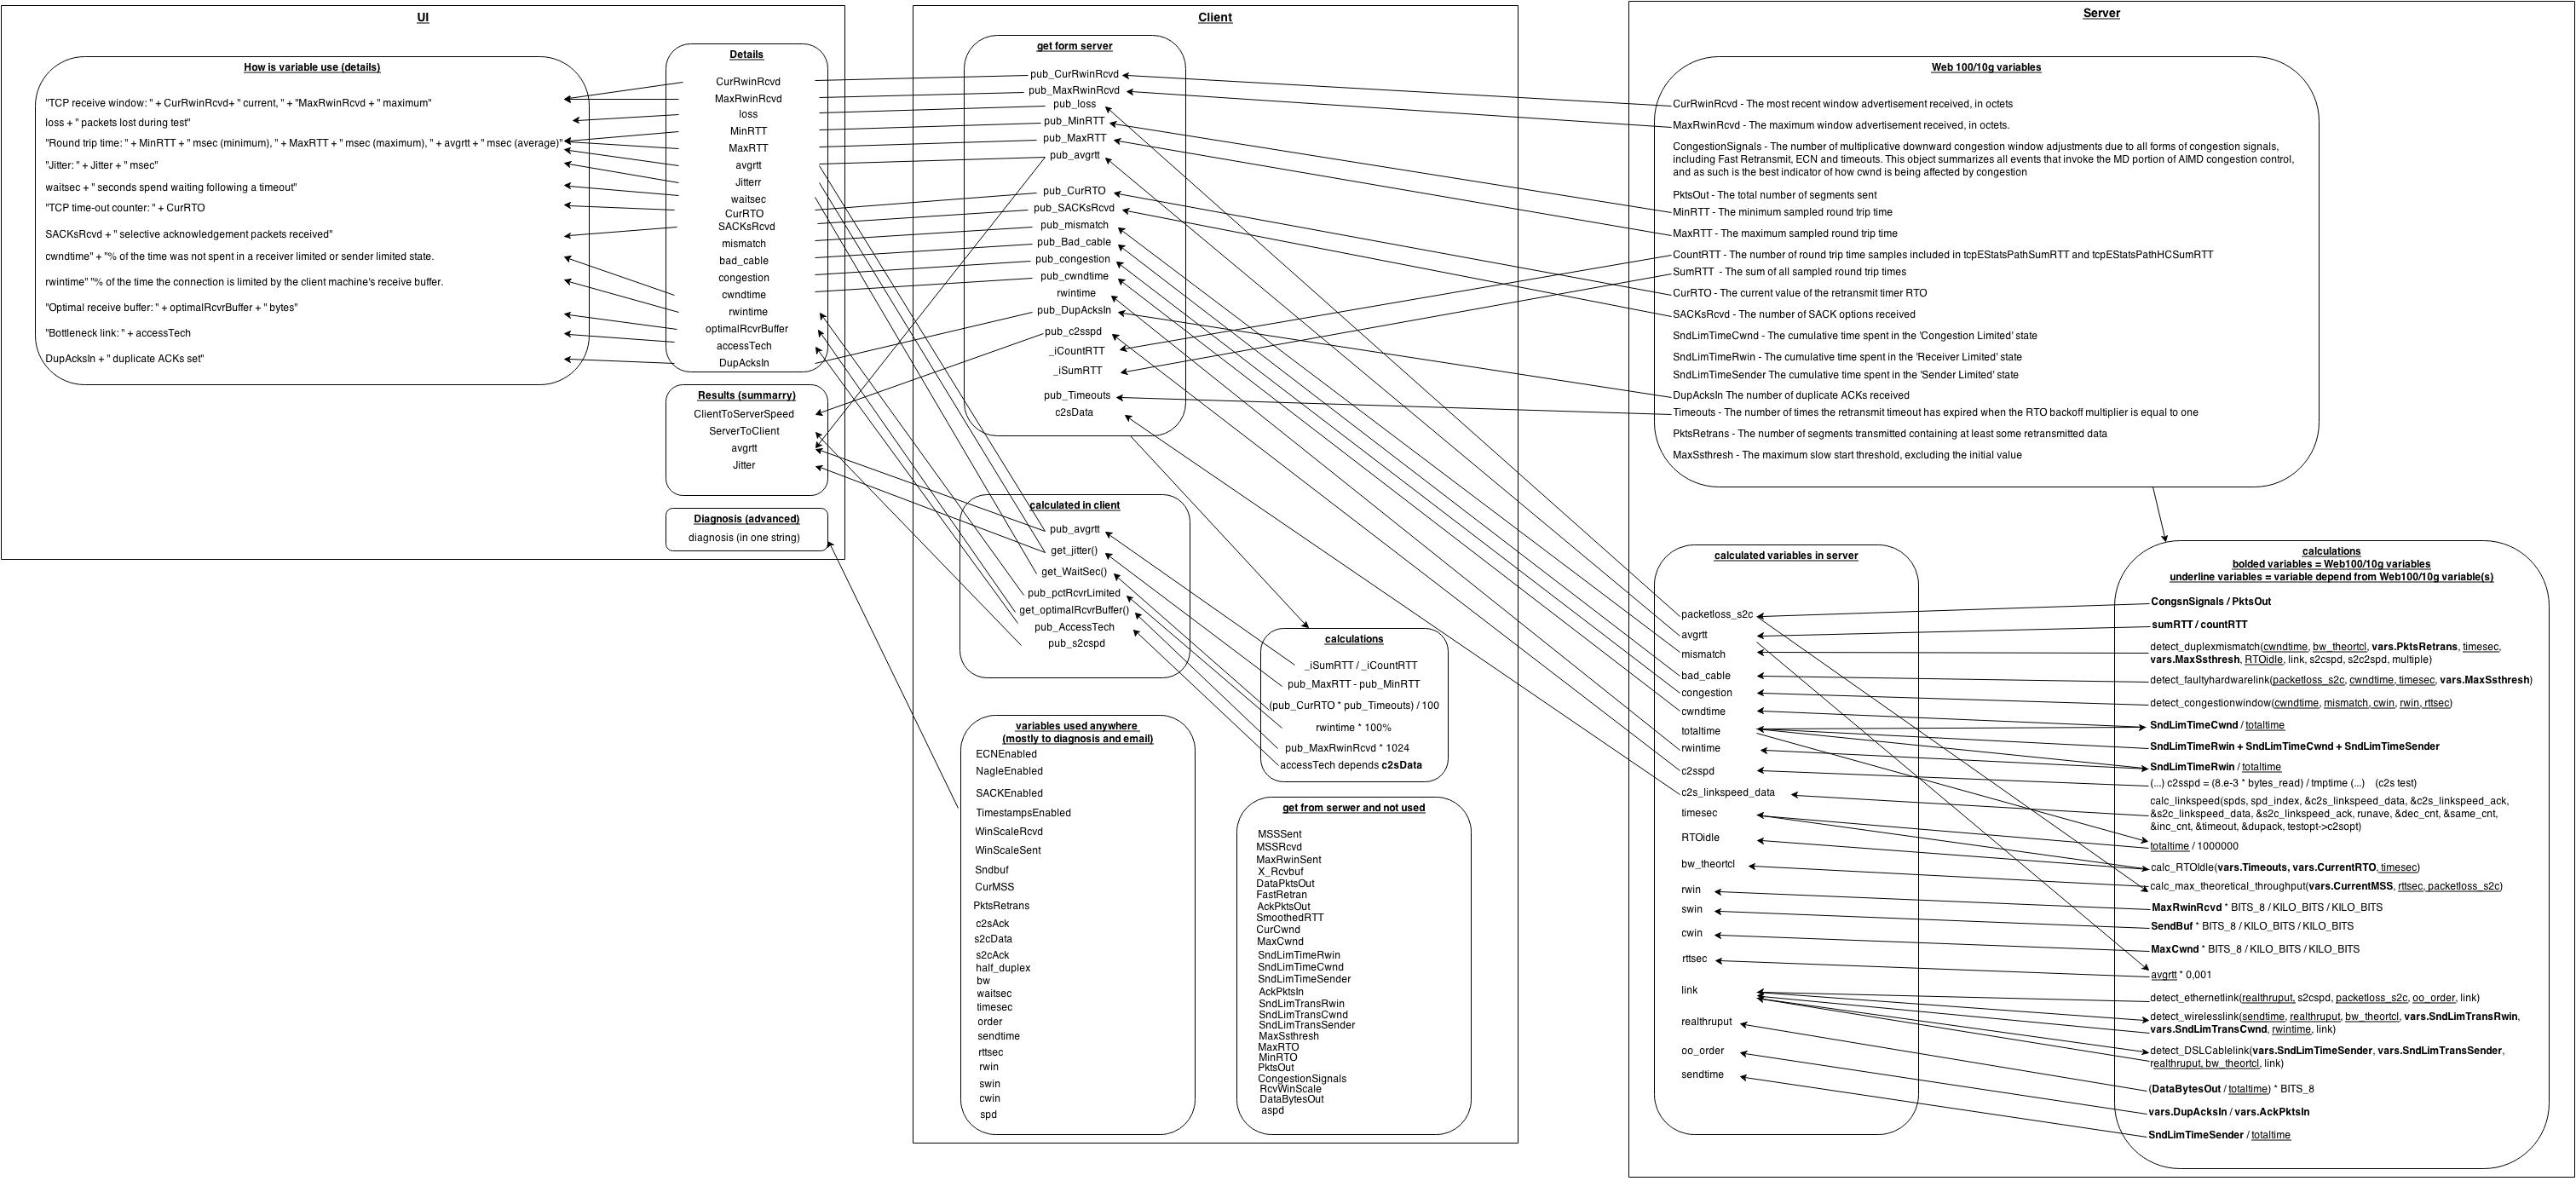 UI
How is variable use (details)
"TCP receive window: " + CurRwinRcvd+ " current, " + "MaxRwinRcvd + " maximum"
loss + " packets lost during test"
"Round trip time: " + MinRTT + " msec (minimum), " + MaxRTT + " msec (maximum), " + avgrtt + " msec (average)"
"Jitter: " + Jitter + " msec"
waitsec + " seconds spend waiting following a timeout"
"TCP time-out counter: " + CurRTO
SACKsRcvd + " selective acknowledgement packets received"
cwndtime" + "% of the time was not spent in a receiver limited or sender limited state.
rwintime" "% of the time the connection is limited by the client machine's receive buffer.
"Optimal receive buffer: " + optimalRcvrBuffer + " bytes"
"Bottleneck link: " + accessTech
DupAcksIn + " duplicate ACKs set"
Details
CurRwinRcvd
MaxRwinRcvd
loss
MinRTT
MaxRTT
avgrtt
Jitterr
waitsec
CurRTO
SACKsRcvd
mismatch
bad_cable
congestion
cwndtime
rwintime
optimalRcvrBuffer
accessTech
DupAcksIn
Results (summarry)
ClientToServerSpeed
ServerToClient
avgrtt
Jitter
Diagnosis (advanced)
diagnosis (in one string)
Client
get form server
pub_CurRwinRcvd
pub_MaxRwinRcvd
pub_loss
pub_MinRTT
pub_MaxRTT
pub_avgrtt
pub_CurRTO
pub_SACKsRcvd
pub_mismatch
pub_Bad_cable
pub_congestion
pub_cwndtime
rwintime
pub_DupAcksIn
pub_c2sspd
_iCountRTT
_iSumRTT
pub_Timeouts
c2sData
calculated in client
pub_avgrtt
get_jitter()
get_WaitSec()
pub_pctRcvrLimited
get_optimalRcvrBuffer()
pub_AccessTech
pub_s2cspd
calculations
_iSumRTT / _iCountRTT
pub_MaxRTT - pub_MinRTT
(pub_CurRTO * pub_Timeouts) / 100
rwintime * 100%
pub_MaxRwinRcvd * 1024
accessTech depends c2sData
variables used anywhere
(mostly to diagnosis and email)
ECNEnabled
NagleEnabled
SACKEnabled
TimestampsEnabled
WinScaleRcvd
WinScaleSent
Sndbuf
CurMSS
PktsRetrans
c2sAck
s2cData
s2cAck
half_duplex
bw
waitsec
timesec
order
sendtime
rttsec
rwin
swin
cwin
spd
get from serwer and not used
MSSSent
MSSRcvd
MaxRwinSent
X_Rcvbuf
DataPktsOut
FastRetran
AckPktsOut
SmoothedRTT
CurCwnd
MaxCwnd
SndLimTimeRwin
SndLimTimeCwnd
SndLimTimeSender
AckPktsIn
SndLimTransRwin
SndLimTransCwnd
SndLimTransSender
MaxSsthresh
MaxRTO
MinRTO
PktsOut
CongestionSignals
RcvWinScale
DataBytesOut
aspd
Server
Web 100/10g variables
CurRwinRcvd - The most recent window advertisement received, in octets
MaxRwinRcvd - The maximum window advertisement received, in octets.
CongestionSignals - The number of multiplicative downward congestion window adjustments due to all forms of congestion signals,
including Fast Retransmit, ECN and timeouts. This object summarizes all events that invoke the MD portion of AIMD congestion control,
and as such is the best indicator of how cwnd is being affected by congestion
PktsOut - The total number of segments sent
MinRTT - The minimum sampled round trip time
MaxRTT - The maximum sampled round trip time
CountRTT - The number of round trip time samples included in tcpEStatsPathSumRTT and tcpEStatsPathHCSumRTT
SumRTT - The sum of all sampled round trip times
CurRTO - The current value of the retransmit timer RTO
SACKsRcvd - The number of SACK options received
SndLimTimeCwnd - The cumulative time spent in the 'Congestion Limited' state
SndLimTimeRwin - The cumulative time spent in the 'Receiver Limited' state
SndLimTimeSender The cumulative time spent in the 'Sender Limited' state
DupAcksIn The number of duplicate ACKs received
Timeouts - The number of times the retransmit timeout has expired when the RTO backoff multiplier is equal to one
PktsRetrans - The number of segments transmitted containing at least some retransmitted data
MaxSsthresh - The maximum slow start threshold, excluding the initial value
calculated variables in server
packetloss_s2c
avgrtt
mismatch
bad_cable
congestion
cwndtime
totaltime
rwintime
c2sspd
c2s_linkspeed_data
timesec
RTOidle
bw_theortcl
rwin
swin
cwin
rttsec
link
realthruput
oo_order
sendtime
calculations
bolded variables = Web100/10g variables
underline variables = variable depend from Web100/10g variable(s)
CongsnSignals / PktsOut
sumRTT / countRTT
detect_duplexmismatch(cwndtime, bw_theortcl, vars.PktsRetrans, timesec,
vars.MaxSsthresh, RTOidle, link, s2cspd, s2c2spd, multiple)
detect_faultyhardwarelink(packetloss_s2c, cwndtime, timesec, vars.MaxSsthresh)
detect_congestionwindow(cwndtime, mismatch, cwin, rwin, rttsec)
SndLimTimeCwnd / totaltime
SndLimTimeRwin + SndLimTimeCwnd + SndLimTimeSender
SndLimTimeRwin / totaltime
(...) c2sspd = (8.e-3 * bytes_read) / tmptime (...) (c2s test)
calc_linkspeed(spds, spd_index, &c2s_linkspeed_data, &c2s_linkspeed_ack,
&s2c_linkspeed_data, &s2c_linkspeed_ack, runave, &dec_cnt, &same_cnt,
&inc_cnt, &timeout, &dupack, testopt->c2sopt)
totaltime / 1000000
calc_RTOIdle(vars.Timeouts, vars.CurrentRTO, timesec)
calc_max_theoretical_throughput(vars.CurrentMSS, rttsec, packetloss_s2c)
MaxRwinRcvd * BITS_8 / KILO_BITS / KILO_BITS
SendBuf * BITS_8 / KILO_BITS / KILO_BITS
MaxCwnd * BITS_8 / KILO_BITS / KILO_BITS
avgrtt * 0,001
detect_ethernetlink(realthruput, s2cspd, packetloss_s2c, oo_order, link)
detect_wirelesslink(sendtime, realthruput, bw_theortcl, vars.SndLimTransRwin,
vars.SndLimTransCwnd, rwintime, link)
detect_DSLCablelink(vars.SndLimTimeSender, vars.SndLimTransSender,
realthruput, bw_theortcl, link)
(DataBytesOut / totaltime) * BITS_8
vars.DupAcksIn / vars.AckPktsIn
SndLimTimeSender / totaltime